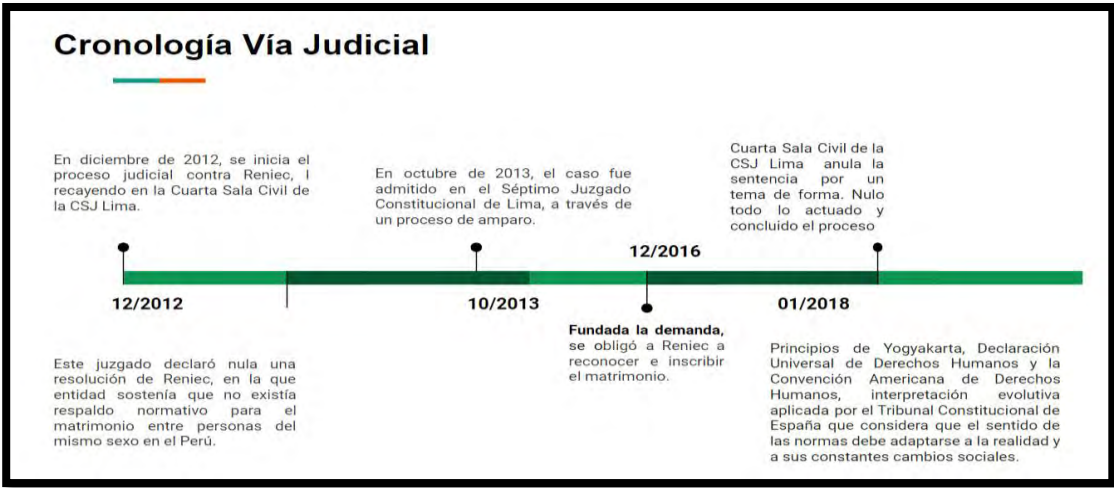 Cronología Vía Judicial
En diciembre de 2012, se inicia el
proceso judicial contra Reniec, l
recayendo en la Cuarta Sala Civil de
la CSJ Lima.
En octubre de 2013, el caso fue
admitido en el Séptimo Juzgado
Constitucional de Lima, a través de
un proceso de amparo.
Cuarta Sala Civil de la
CSJ Lima anula la
sentencia por un
tema de forma. Nulo
todo lo actuado y
concluido el proceso
12/2016
12/2012
10/2013
01/2018
Este juzgado declaró nula una
resolución de Reniec, en la que
entidad sostenía que no existía
respaldo normativo para el
matrimonio entre personas del
mismo sexo en el Perú.
Fundada la demanda,
se obligó a Reniec a
reconocer e inscribir
el matrimonio.
Principios de Yogyakarta, Declaración
Universal de Derechos Humanos y la
Convención Americana de Derechos
Humanos, interpretación evolutiva
aplicada por el Tribunal Constitucional de
España que considera que el sentido de
las normas debe adaptarse a la realidad y
a sus constantes cambios sociales.